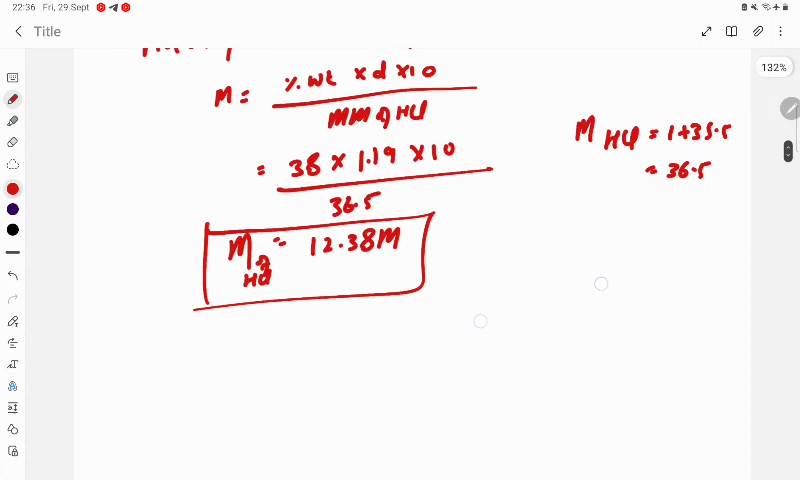 22:36 Fri, 29 Sept
Title
132%
M = % wt x d x 10
MM of HCl
= 38 x 1.19 x 10
36.5
M of HCl = 12.38M
M HCl = 1+35.5
= 36.5